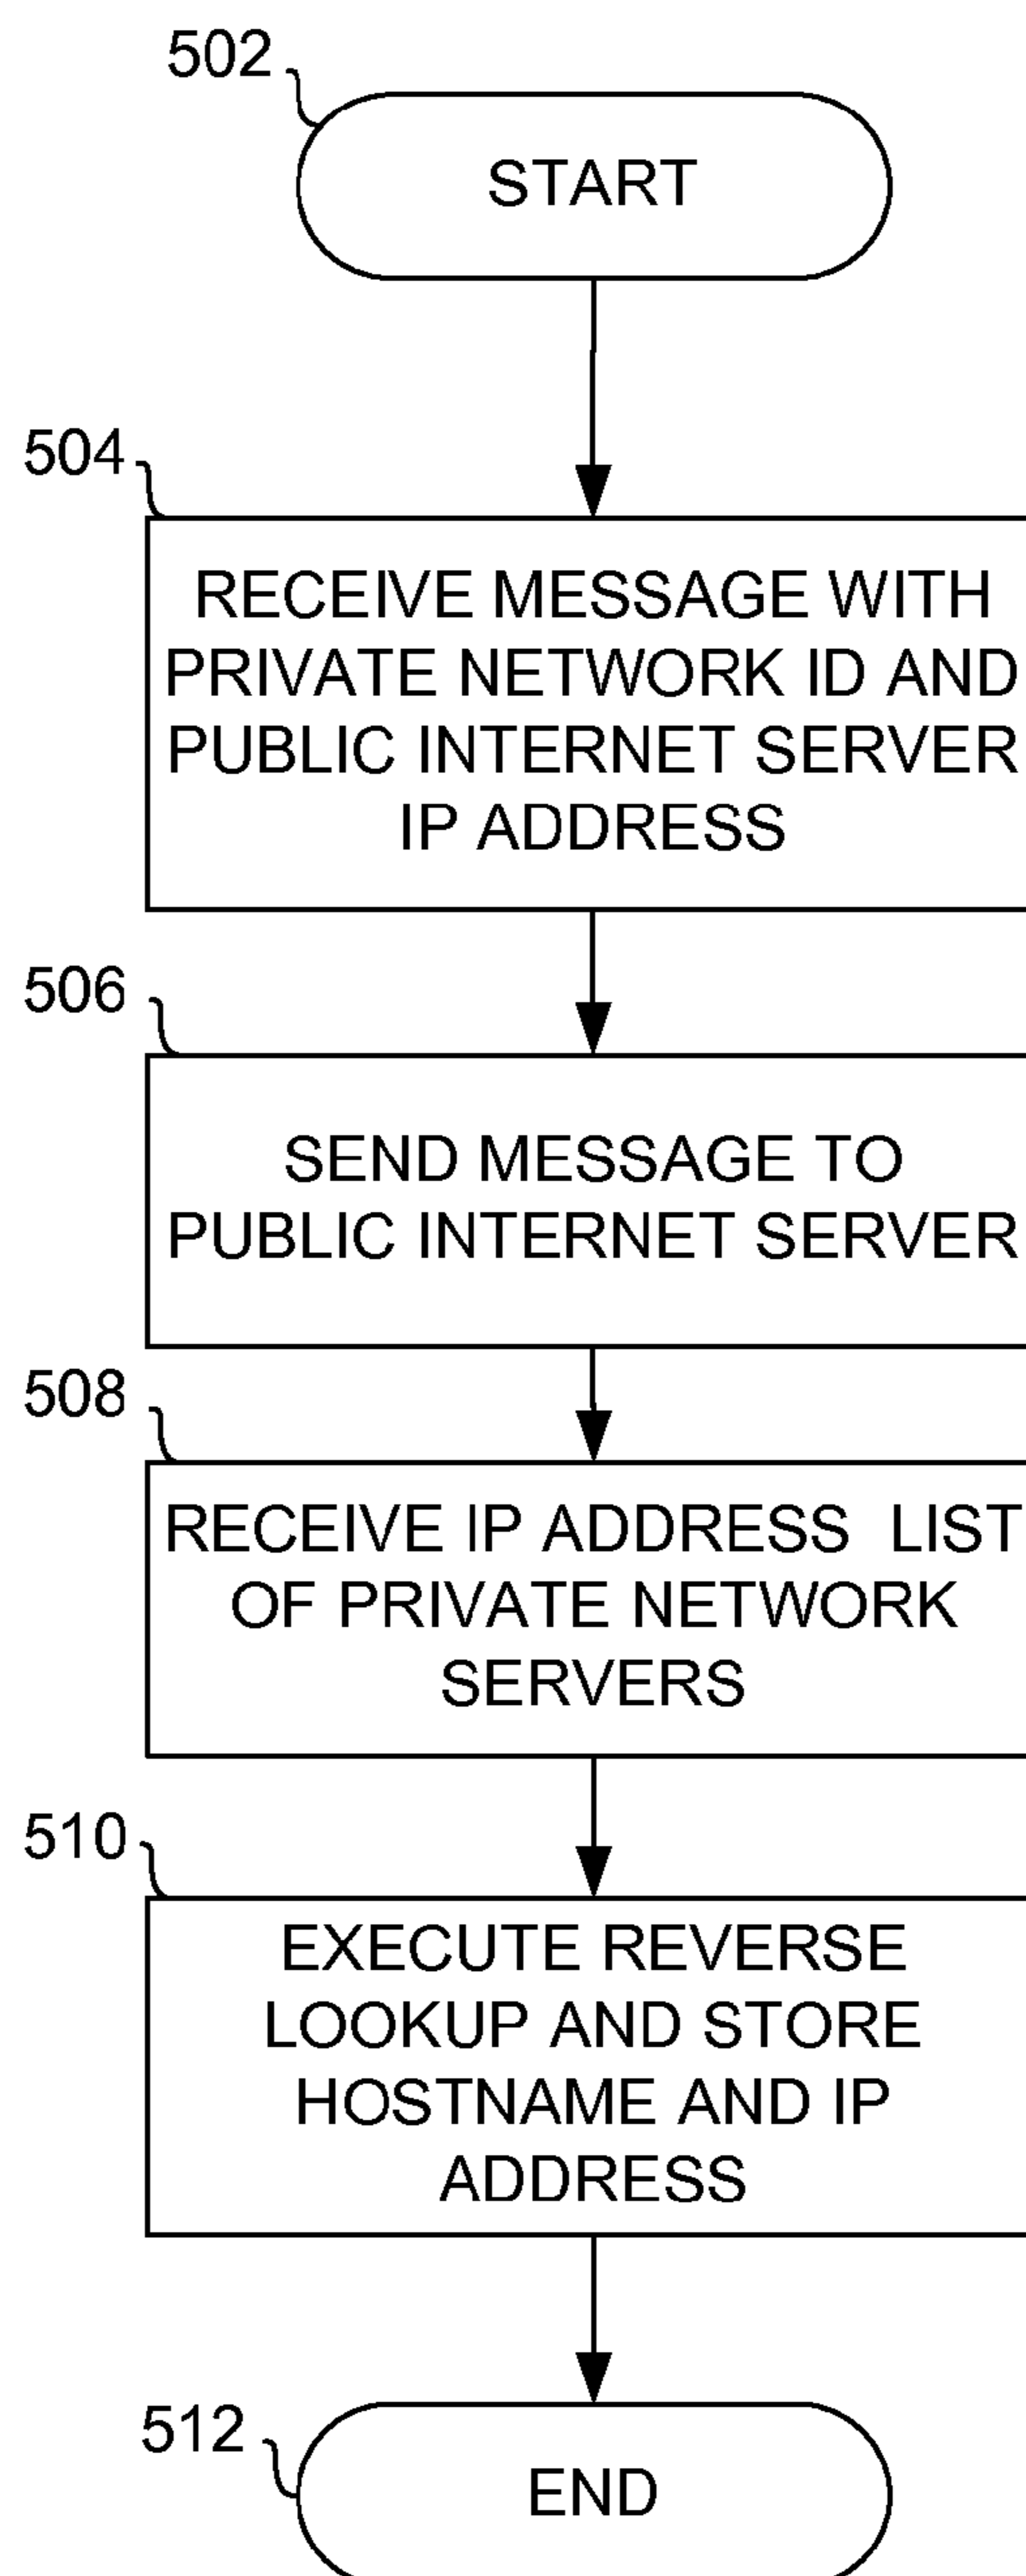 502
START
504
RECEIVE MESSAGE WITH
PRIVATE NETWORK ID AND
PUBLIC INTERNET SERVER
IP ADDRESS
506
SEND MESSAGE TO
PUBLIC INTERNET SERVER
508
RECEIVE IP ADDRESS  LIST
OF PRIVATE NETWORK
SERVERS
510
EXECUTE REVERSE
LOOKUP AND STORE
HOSTNAME AND IP
ADDRESS
512
END